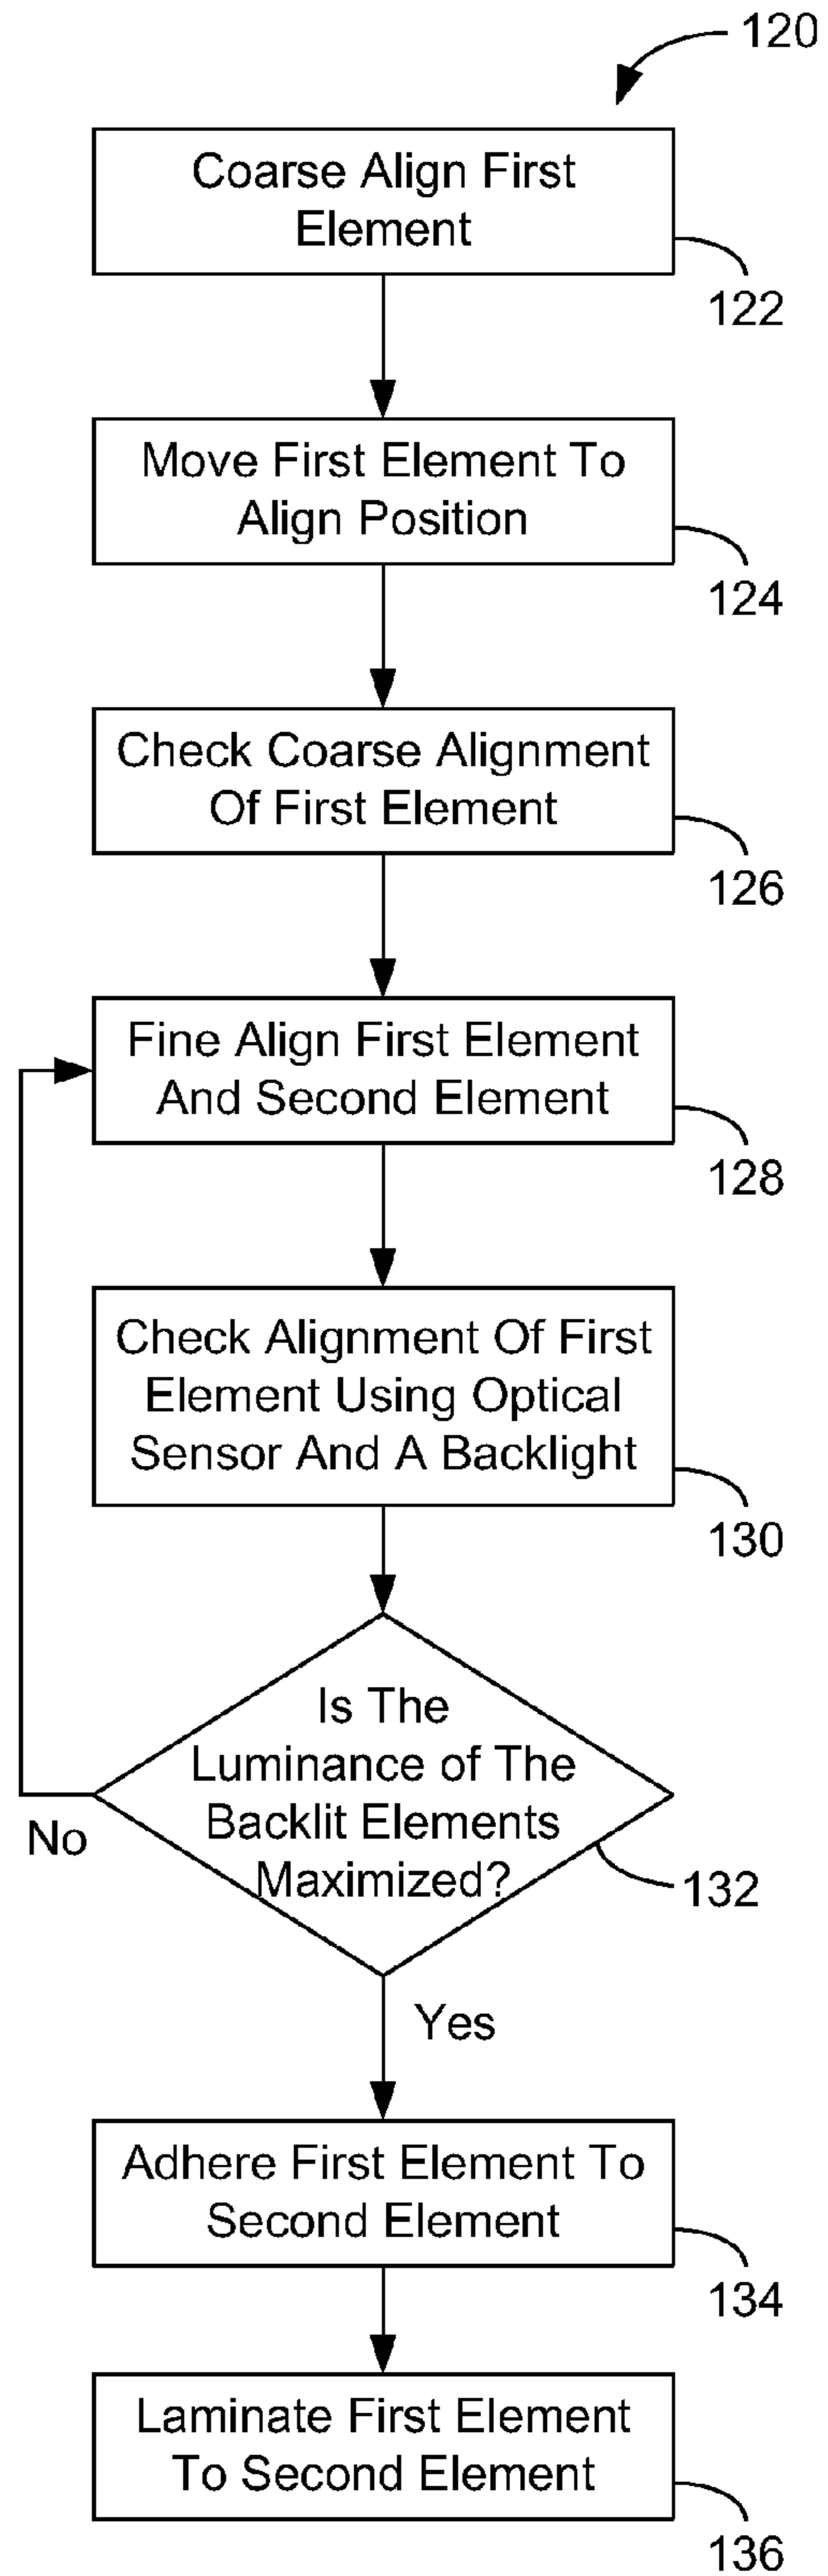 120
Coarse Align First
Element
122
Move First Element To
Align Position
124
Check Coarse Alignment
Of First Element
126
Fine Align First Element
And Second Element
128
Check Alignment Of First
Element Using Optical
Sensor And A Backlight
130
Is The
Luminance of The
Backlit Elements
Maximized?
No
132
Yes
Adhere First Element To
Second Element
134
Laminate First Element
To Second Element
136